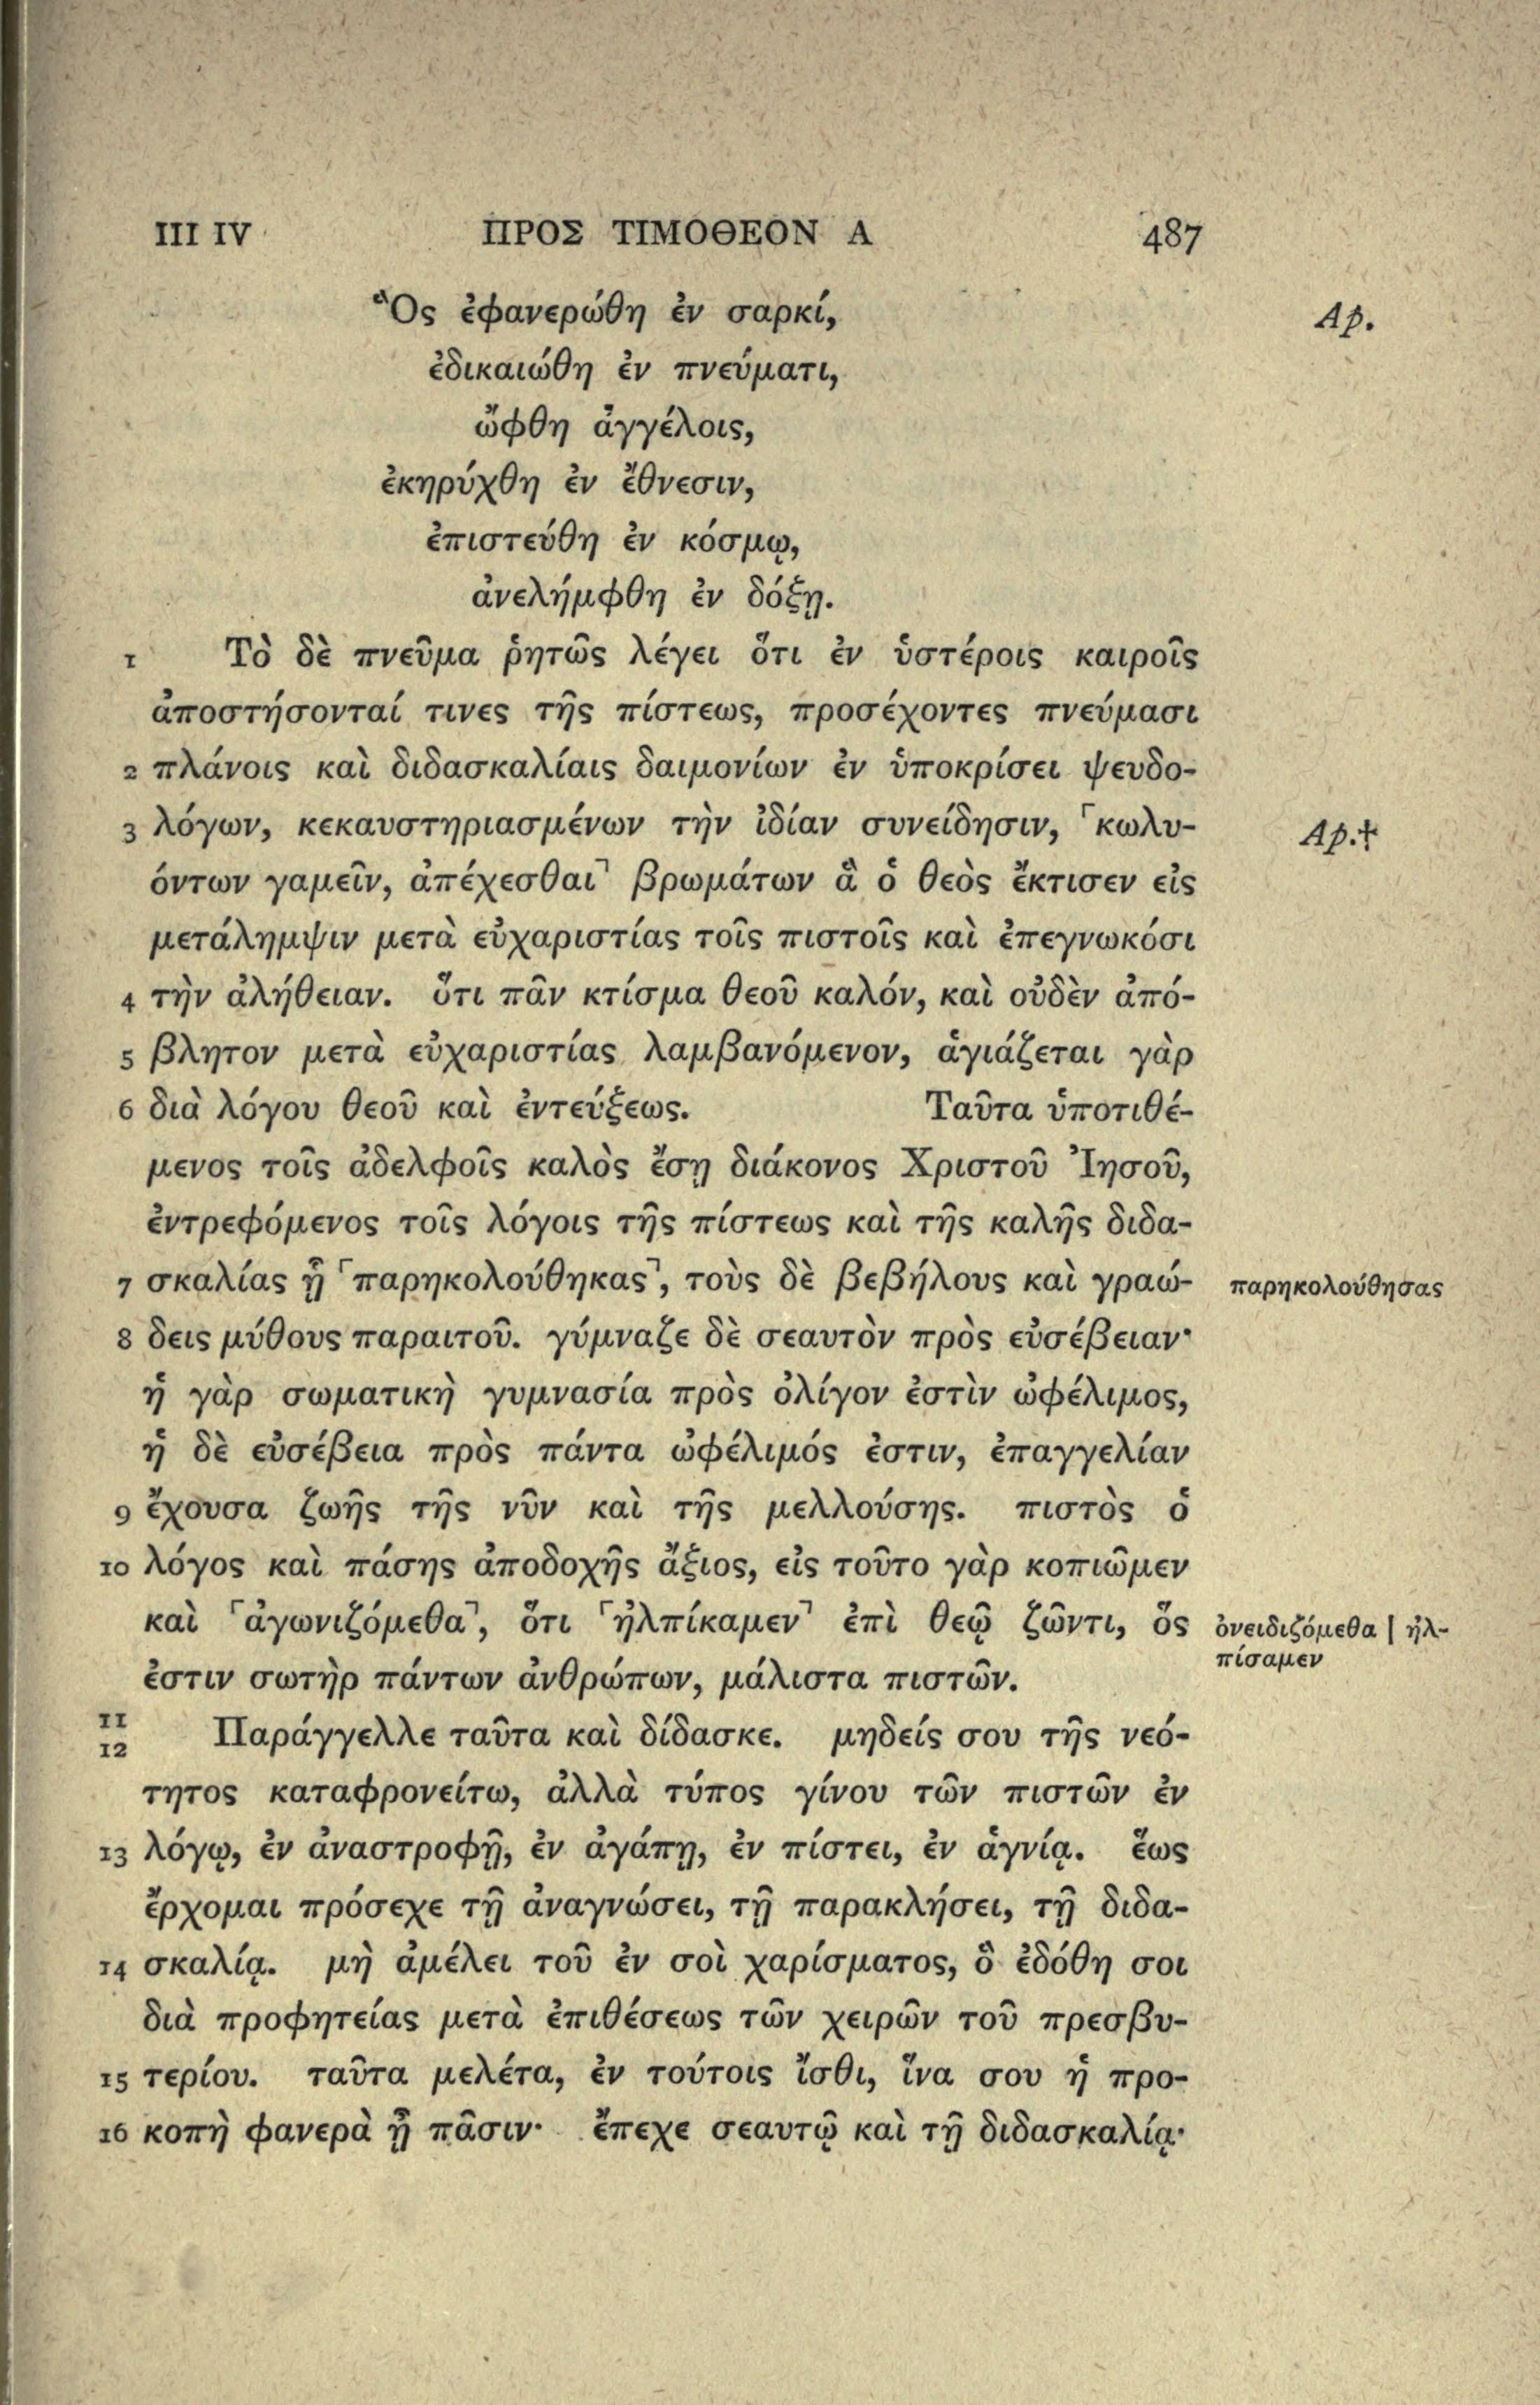 III IV ΠΡΟΣ ΤΙΜΟΘΕΟΝ Α 487
Ὃς ἐφανερώθη ἐν σαρκί, Ap.
ἐδικαιώθη ἐν πνεύματι,
ὤφθη ἀγγέλοις,
ἐκηρύχθη ἐν ἔθνεσιν,
ἐπιστεύθη ἐν κόσμῳ,
ἀνελήμφθη ἐν δόξῃ.
1 Τὸ δὲ πνεῦμα ῥητῶς λέγει ὅτι ἐν ὑστέροις καιροῖς
ἀποστήσονταί τινες τῆς πίστεως, προσέχοντες πνεύμασι
2 πλάνοις καὶ διδασκαλίαις δαιμονίων ἐν ὑποκρίσει ψευδο-
3 λόγων, κεκαυστηριασμένων τὴν ἰδίαν συνείδησιν, ⌜κωλυ- Ap.†
όντων γαμεῖν, ἀπέχεσθαι⌝ βρωμάτων ἃ ὁ θεὸς ἔκτισεν εἰς
μετάλημψιν μετὰ εὐχαριστίας τοῖς πιστοῖς καὶ ἐπεγνωκόσι
4 τὴν ἀλήθειαν. ὅτι πᾶν κτίσμα θεοῦ καλόν, καὶ οὐδὲν ἀπό-
5 βλητον μετὰ εὐχαριστίας λαμβανόμενον, ἁγιάζεται γὰρ
6 διὰ λόγου θεοῦ καὶ ἐντεύξεως. Ταῦτα ὑποτιθέ-
μενος τοῖς ἀδελφοῖς καλὸς ἔσῃ διάκονος Χριστοῦ Ἰησοῦ,
ἐντρεφόμενος τοῖς λόγοις τῆς πίστεως καὶ τῆς καλῆς διδα-
7 σκαλίας ᾗ ⌜παρηκολούθηκας⌝, τοὺς δὲ βεβήλους καὶ γραώ- παρηκολούθησας
8 δεις μύθους παραιτοῦ. γύμναζε δὲ σεαυτὸν πρὸς εὐσέβειαν·
ἡ γὰρ σωματικὴ γυμνασία πρὸς ὀλίγον ἐστὶν ὠφέλιμος,
ἡ δὲ εὐσέβεια πρὸς πάντα ὠφέλιμός ἐστιν, ἐπαγγελίαν
9 ἔχουσα ζωῆς τῆς νῦν καὶ τῆς μελλούσης. πιστὸς ὁ
10 λόγος καὶ πάσης ἀποδοχῆς ἄξιος, εἰς τοῦτο γὰρ κοπιῶμεν
καὶ ⌜ἀγωνιζόμεθα⌝, ὅτι ⌜ἠλπίκαμεν⌝ ἐπὶ θεῷ ζῶντι, ὅς ὀνειδιζόμεθα | ἠλ-
ἐστιν σωτὴρ πάντων ἀνθρώπων, μάλιστα πιστῶν. πίσαμεν
11 12 Παράγγελλε ταῦτα καὶ δίδασκε. μηδείς σου τῆς νεό-
τητος καταφρονείτω, ἀλλὰ τύπος γίνου τῶν πιστῶν ἐν
13 λόγῳ, ἐν ἀναστροφῇ, ἐν ἀγάπῃ, ἐν πίστει, ἐν ἁγνίᾳ. ἕως
ἔρχομαι πρόσεχε τῇ ἀναγνώσει, τῇ παρακλήσει, τῇ διδα-
14 σκαλίᾳ. μὴ ἀμέλει τοῦ ἐν σοὶ χαρίσματος, ὃ ἐδόθη σοι
διὰ προφητείας μετὰ ἐπιθέσεως τῶν χειρῶν τοῦ πρεσβυ-
15 τερίου. ταῦτα μελέτα, ἐν τούτοις ἴσθι, ἵνα σου ἡ προ-
16 κοπὴ φανερὰ ᾖ πᾶσιν· ἔπεχε σεαυτῷ καὶ τῇ διδασκαλίᾳ·